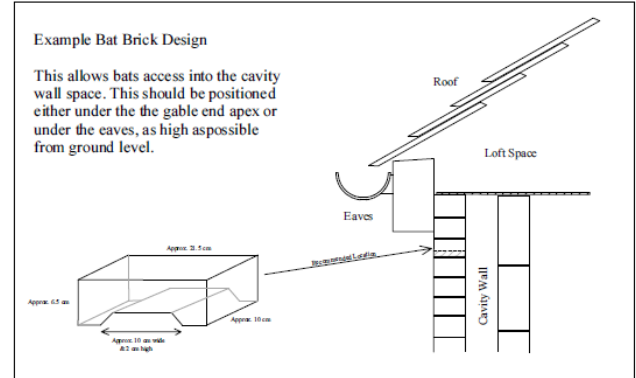 Example Bat Brick Design
This allows bats access into the cavity
wall space. This should be positioned
either under the the gable end apex or
under the eaves, as high aspossible
from ground level.
Roof
Loft Space
Eaves
Approx. 21.5 cm
Recommended Location
Cavity Wall
Approx. 6.5 cm
Approx. 10 cm
Approx. 10 cm wide
& 2 cm high